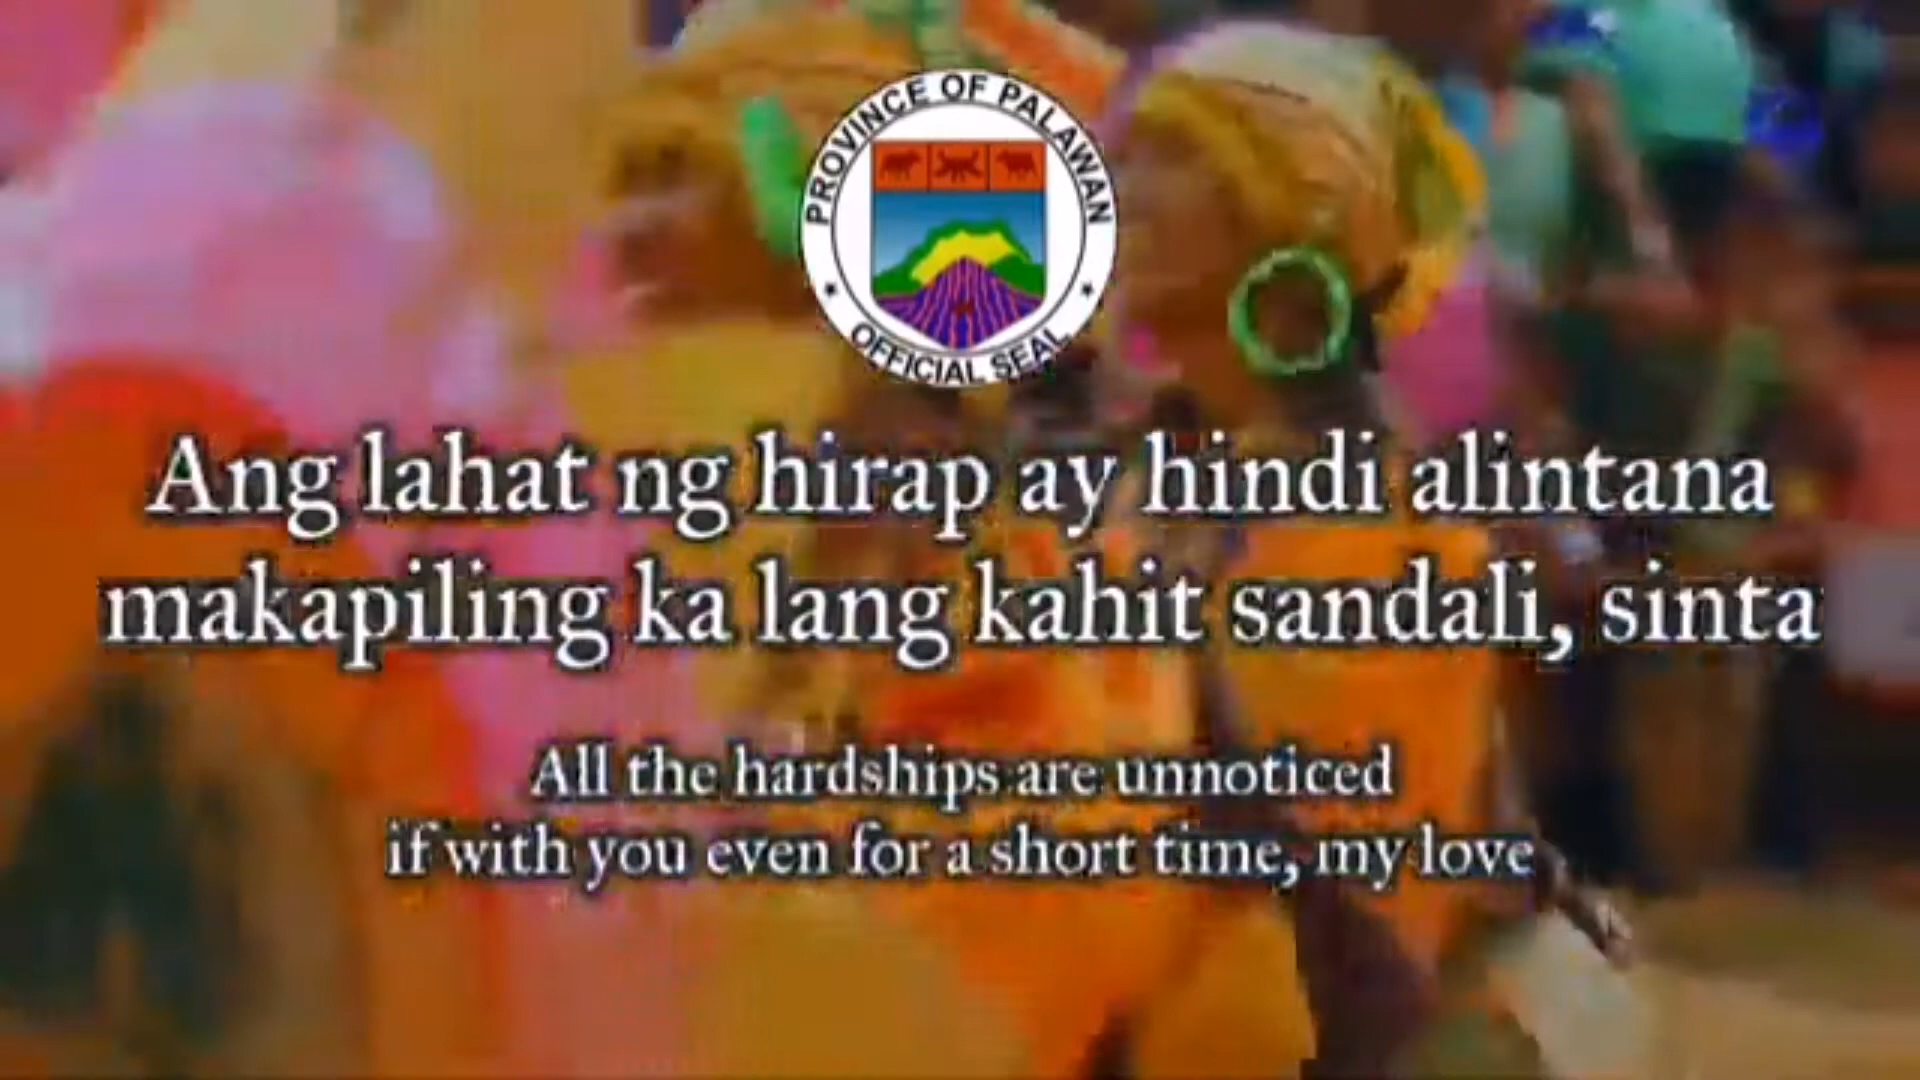 PROVINCE OF PALAWAN
OFFICIAL SEAL
Ang lahat ng hirap ay hindi alintana
makapiling ka lang kahit sandali, sinta
All the hardships are unnoticed
if with you even for a short time, my love